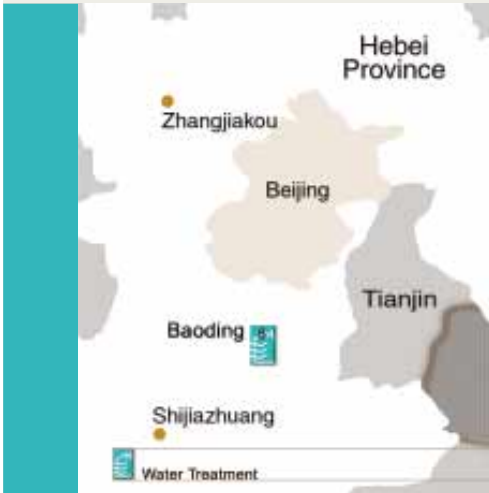 Hebei
Province
Zhangjiakou
Beijing
Tianjin
Baoding
Shijiazhuang
Water Treatment